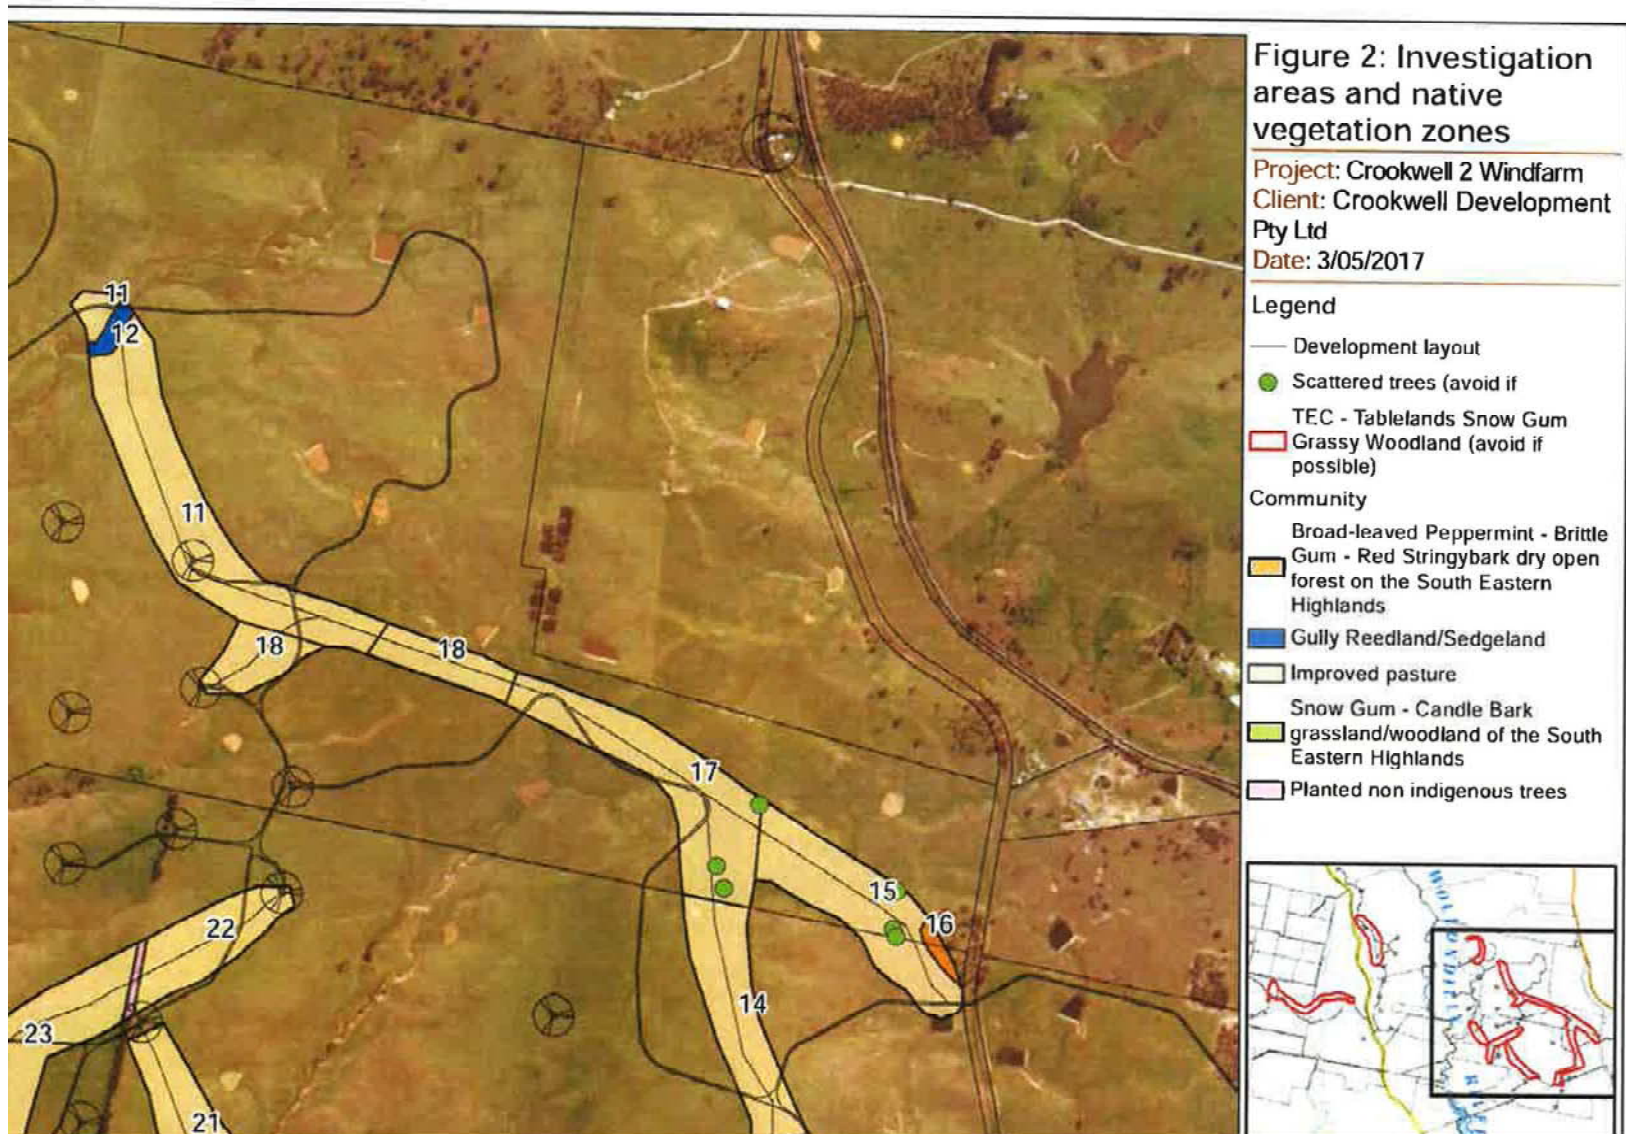 Figure 2: Investigation
areas and native
vegetation zones
Project: Crookwell 2 Windfarm
Client: Crookwell Development
Pty Ltd
Date: 3/05/2017
Legend
Development layout
Scattered trees (avoid if
TEC - Tablelands Snow Gum
Grassy Woodland (avoid if
possible)
Community
Broad-leaved Peppermint - Brittle
Gum - Red Stringybark dry open
forest on the South Eastern
Highlands
Gully Reedland/Sedgeland
Improved pasture
Snow Gum - Candle Bark
grassland/woodland of the South
Eastern Highlands
Planted non indigenous trees
11
12
11
18
18
17
15
16
22
14
23
21